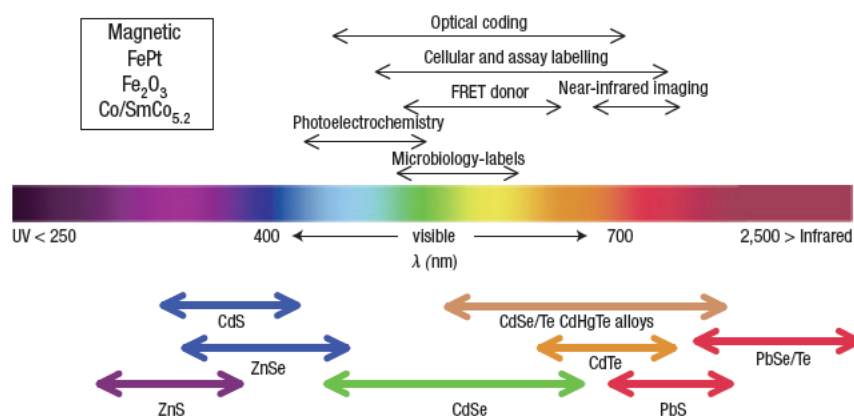 Magnetic
FePt
Fe₂O₃
Co/SmCo₅.₂
Optical coding
Cellular and assay labelling
FRET donor
Near-infrared imaging
Photoelectrochemistry
Microbiology-labels
UV < 250
400
visible
700
2,500 > Infrared
λ (nm)
CdS
CdSe/Te CdHgTe alloys
ZnSe
CdTe
PbSe/Te
ZnS
CdSe
PbS